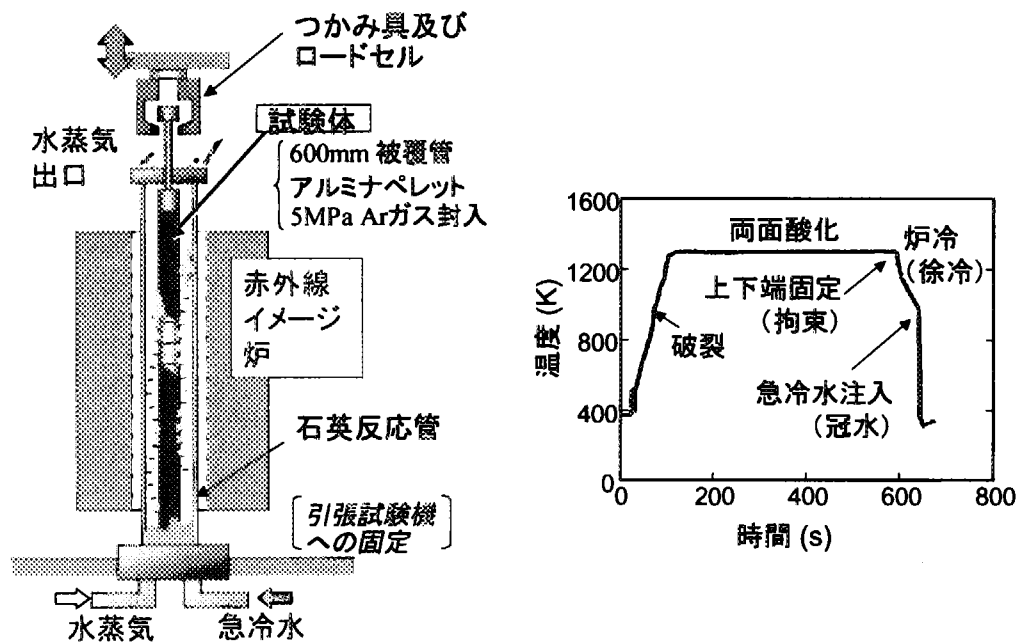 つかみ具及び
ロードセル
水蒸気
出口
試験体
600mm 被覆管
アルミナペレット
5MPa Arガス封入
赤外線
イメージ
炉
石英反応管
引張試験機
への固定
水蒸気
急冷水
1600
1200
800
400
0
温度 (K)
両面酸化
炉冷
(徐冷)
上下端固定
(拘束)
破裂
急冷水注入
(冠水)
0
200
400
600
800
時間 (s)